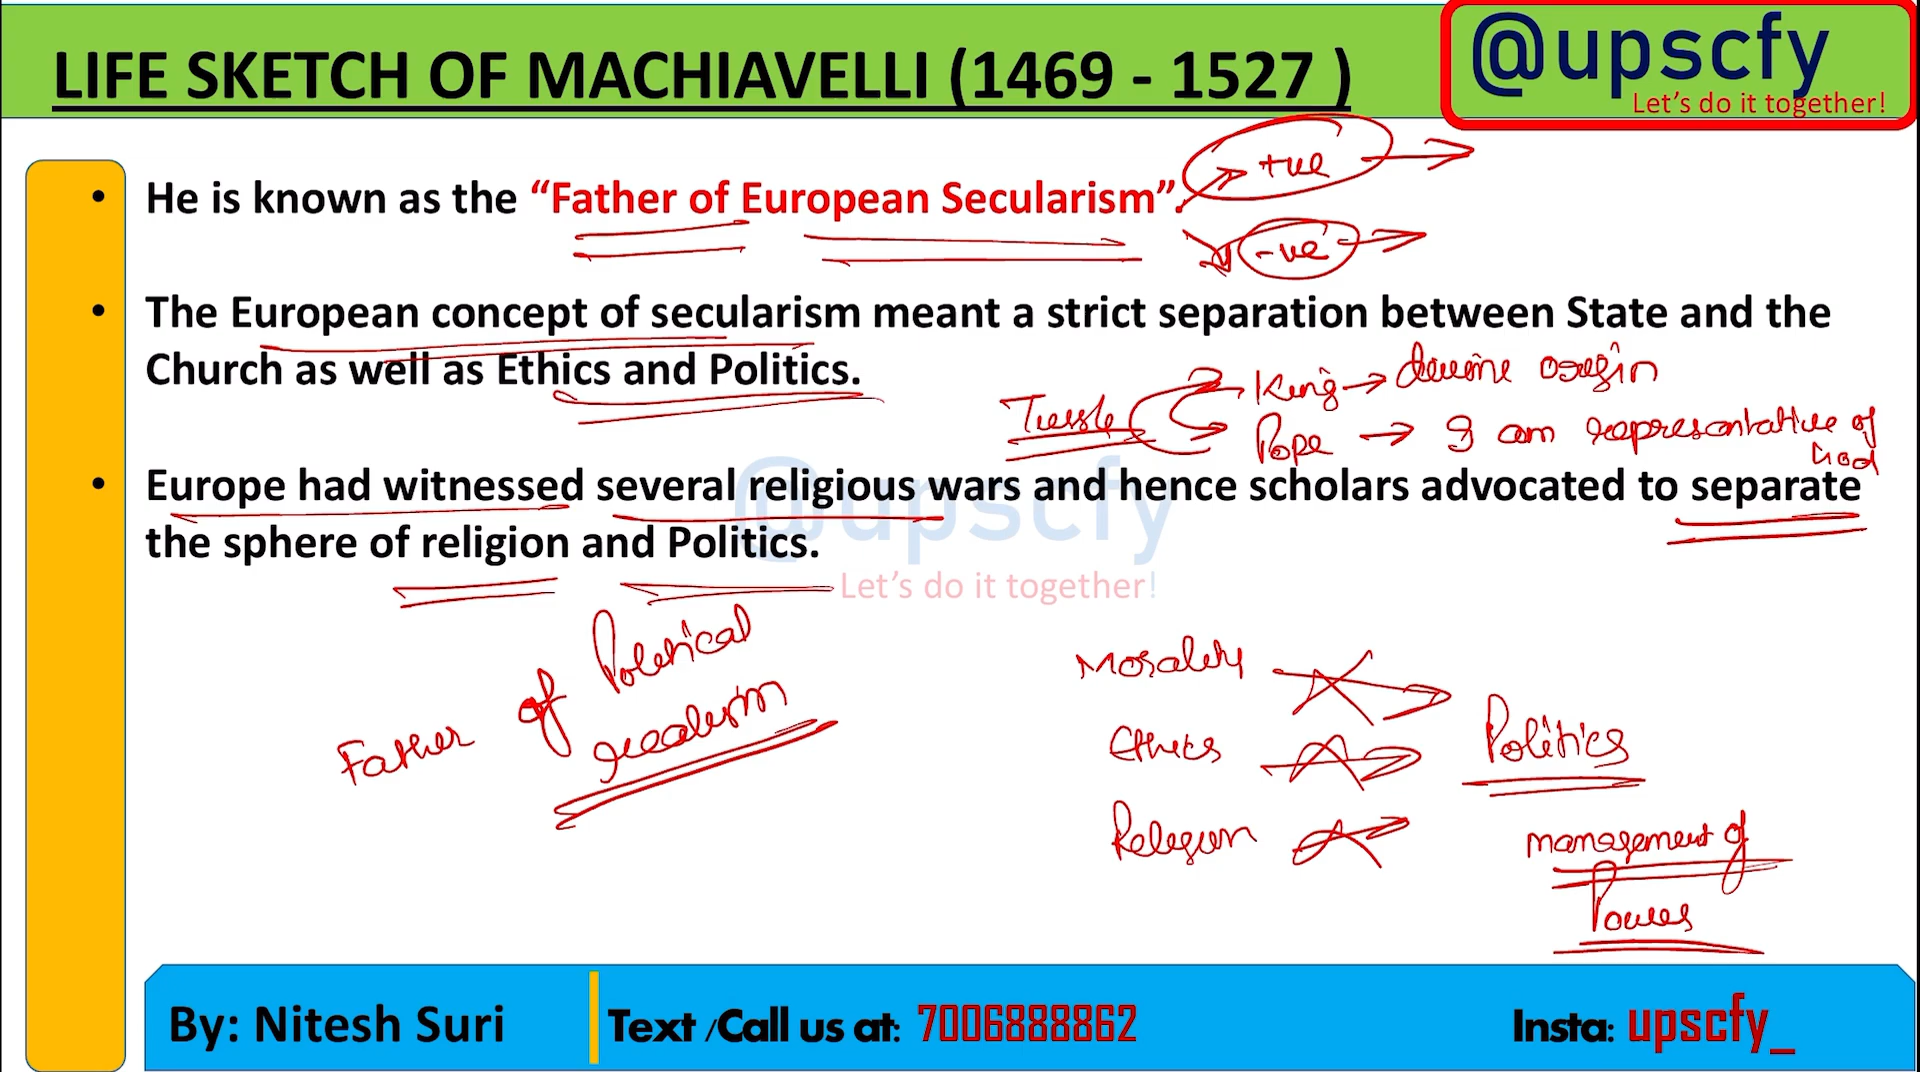 LIFE SKETCH OF MACHIAVELLI (1469 - 1527 )
@upscfy
Let's do it together!
• He is known as the “Father of European Secularism”.
+ve
-ve
• The European concept of secularism meant a strict separation between State and the
Church as well as Ethics and Politics.
Tussle
King → devine origin
Pope → I am representative of
God
• Europe had witnessed several religious wars and hence scholars advocated to separate
the sphere of religion and Politics.
@upscfy
Let's do it together!
Father of Political
realism
Morality
Ethics
Religion
Politics
management of
Power
By: Nitesh Suri
Text /Call us at: 7006888862
Insta: upscfy_